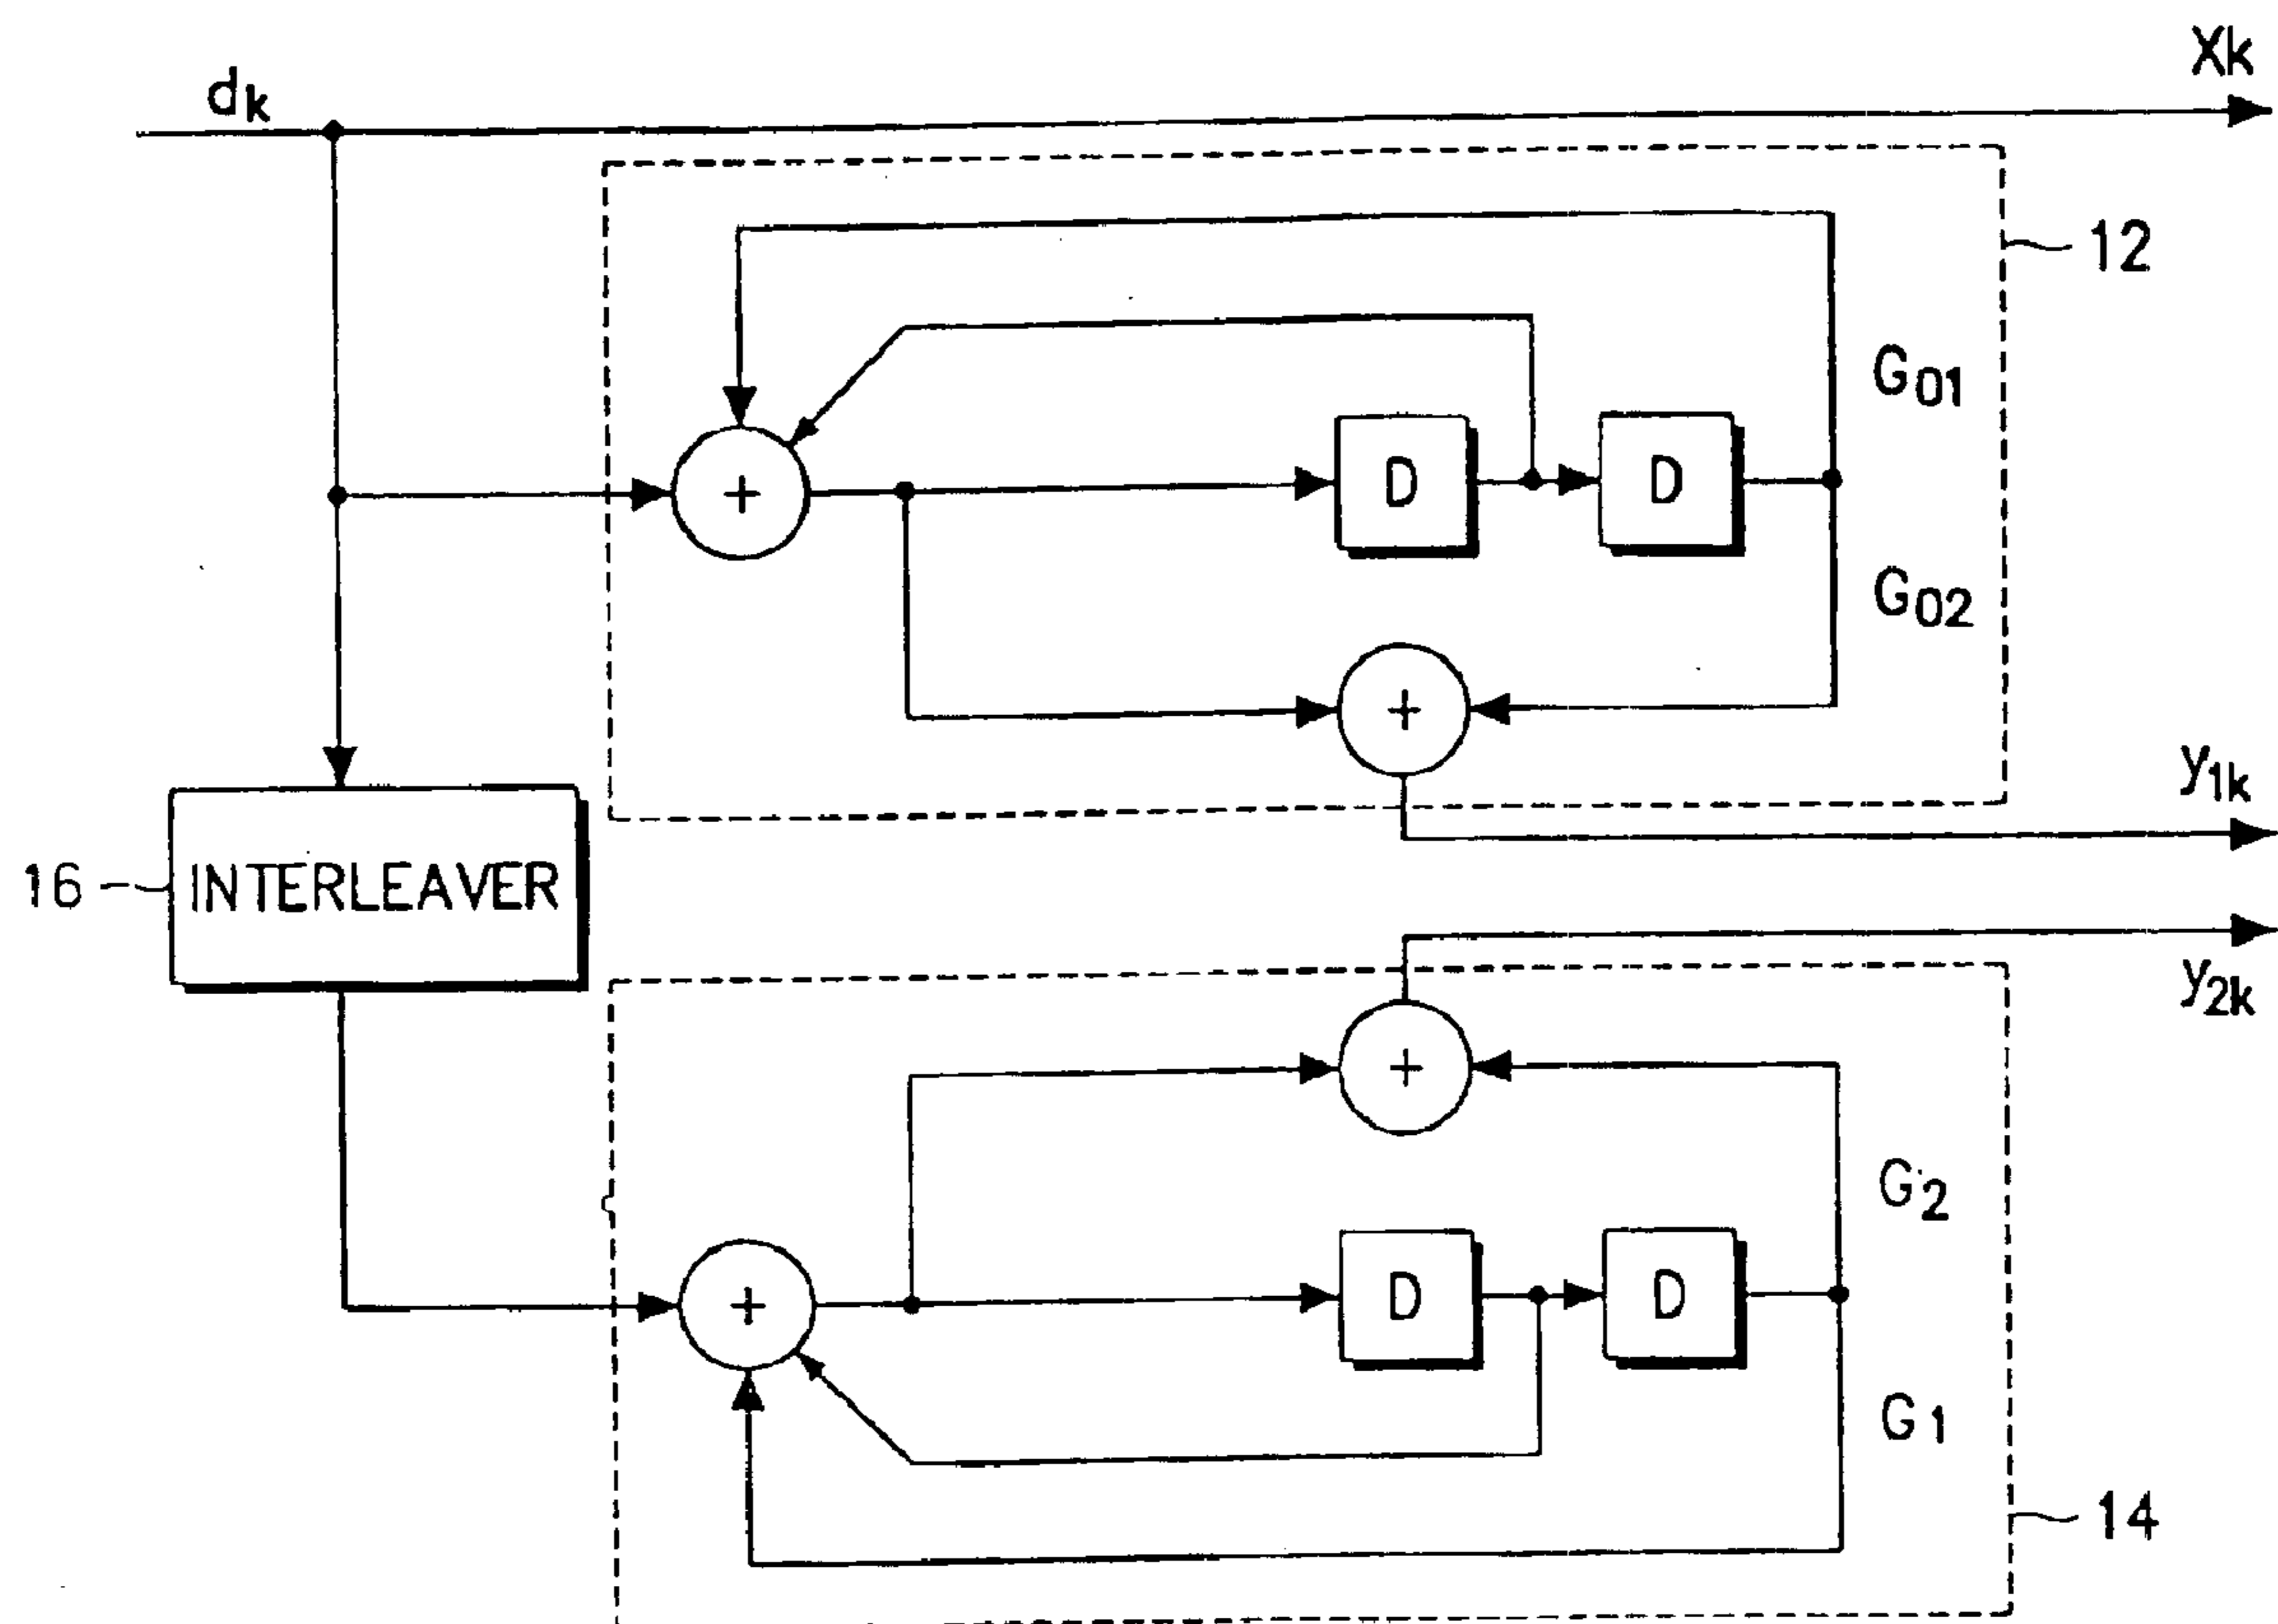 dk
Xk
12
G01
+
D
D
G02
+
y1k
16
INTERLEAVER
y2k
+
G2
+
D
D
G1
14